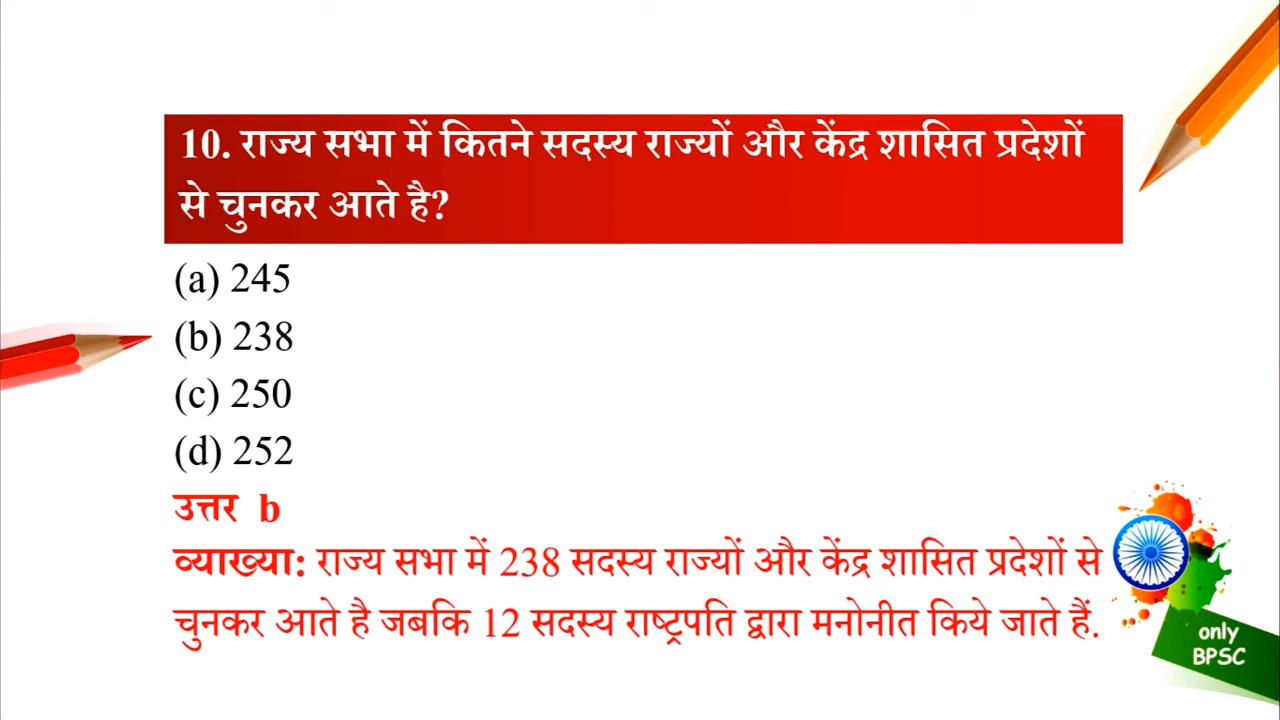 10. राज्य सभा में कितने सदस्य राज्यों और केंद्र शासित प्रदेशों
से चुनकर आते है?
(a) 245
(b) 238
(c) 250
(d) 252
उत्तर b
व्याख्या: राज्य सभा में 238 सदस्य राज्यों और केंद्र शासित प्रदेशों से
चुनकर आते है जबकि 12 सदस्य राष्ट्रपति द्वारा मनोनीत किये जाते हैं.
only
BPSC